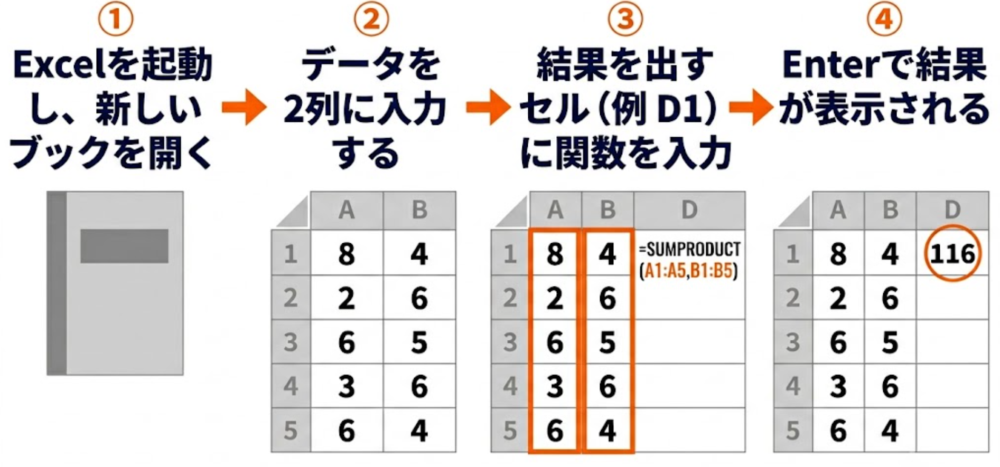 ①
Excelを起動
し、新しい
ブックを開く
②
データを
2列に入力
する
A B
1 8 4
2 2 6
3 6 5
4 3 6
5 6 4
③
結果を出す
セル（例 D1）
に関数を入力
A B D
1 8 4 =SUMPRODUCT
(A1:A5,B1:B5)
2 2 6
3 6 5
4 3 6
5 6 4
④
Enterで結果
が表示される
A B D
1 8 4 116
2 2 6
3 6 5
4 3 6
5 6 4